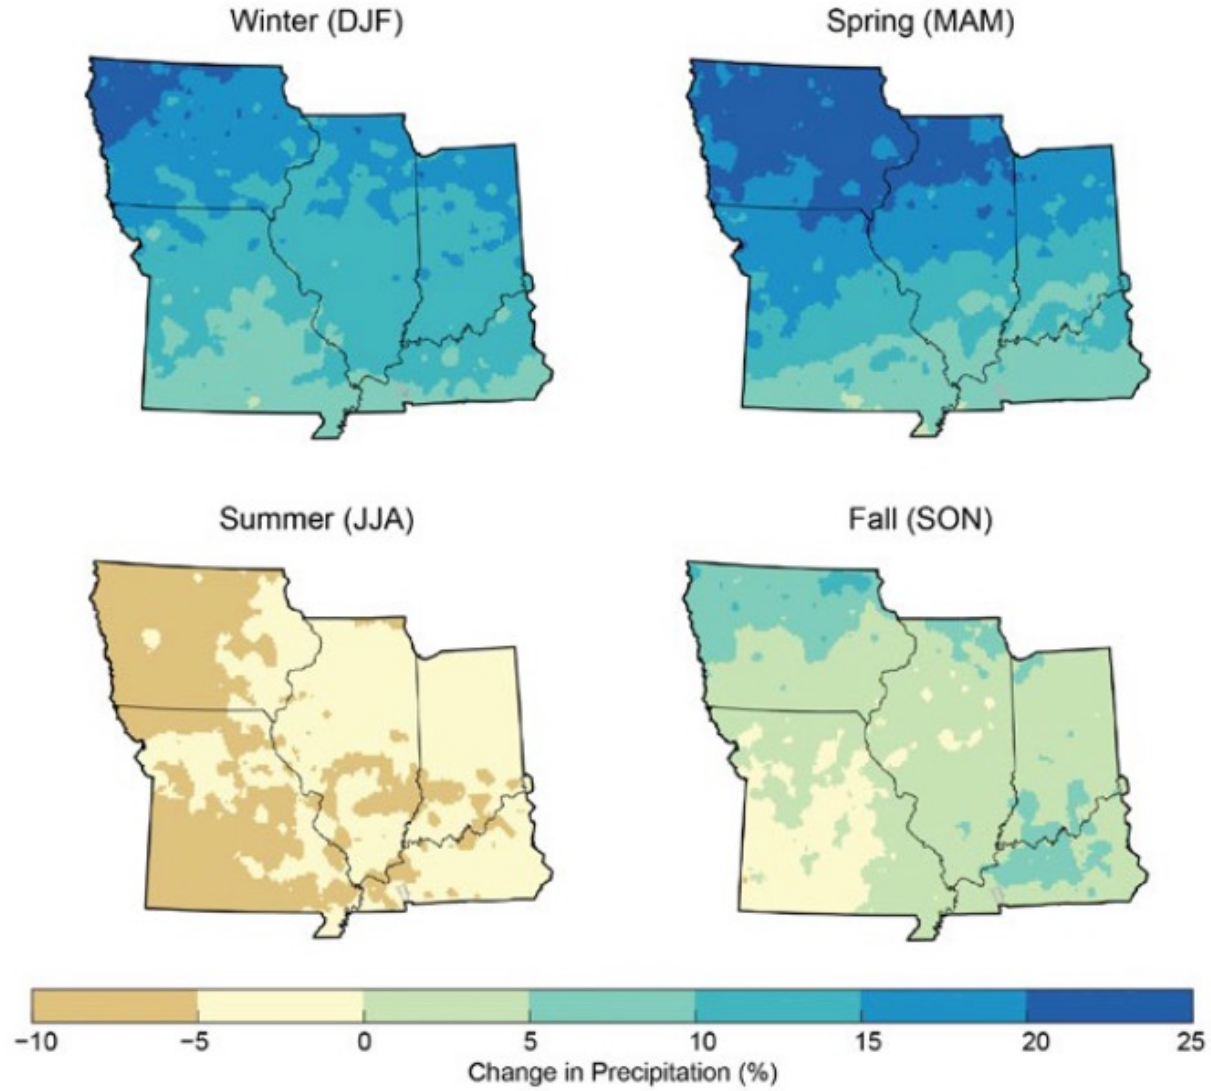 Winter (DJF)
Spring (MAM)
Summer (JJA)
Fall (SON)
−10 −5 0 5 10 15 20 25
Change in Precipitation (%)